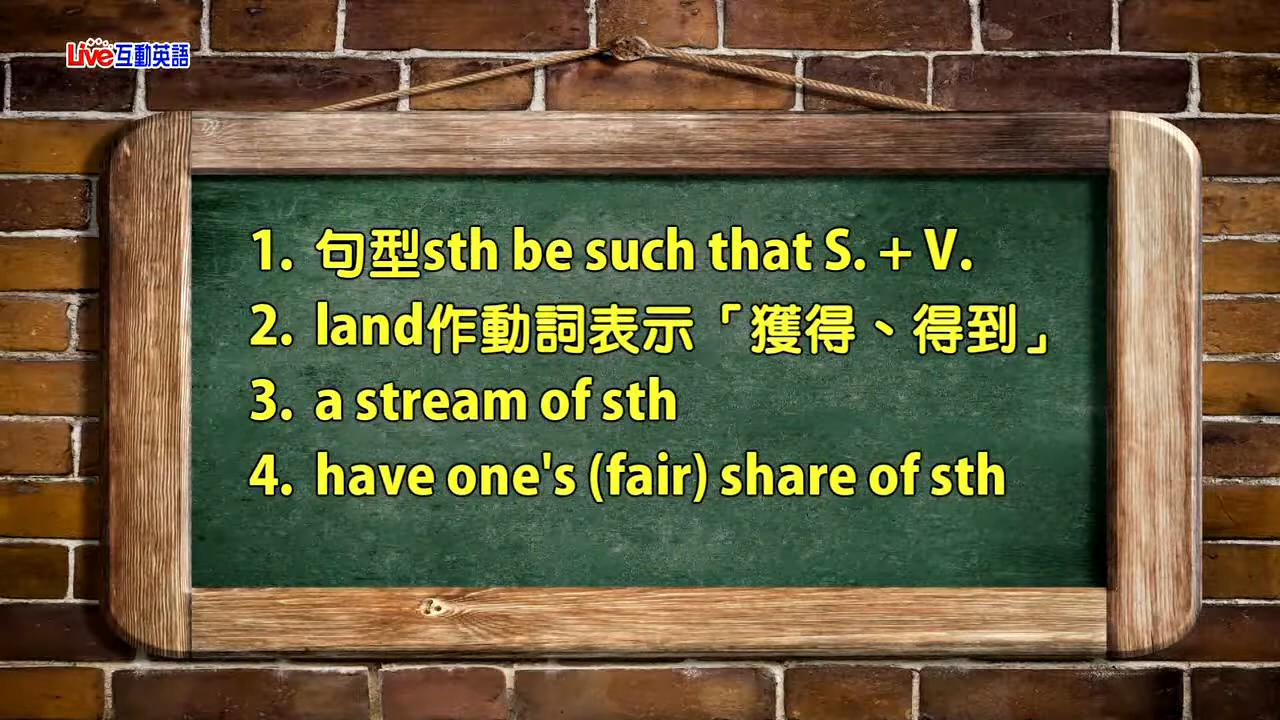 Live互動英語
1. 句型sth be such that S. + V.
2. land作動詞表示「獲得、得到」
3. a stream of sth
4. have one's (fair) share of sth